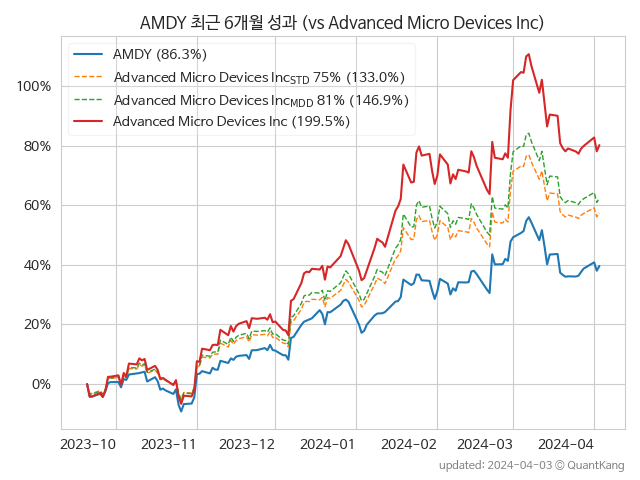 AMDY 최근 6개월 성과 (vs Advanced Micro Devices Inc)
AMDY (86.3%)
Advanced Micro Devices IncSTD 75% (133.0%)
Advanced Micro Devices IncMDD 81% (146.9%)
Advanced Micro Devices Inc (199.5%)
100%
80%
60%
40%
20%
0%
2023-10 2023-11 2023-12 2024-01 2024-02 2024-03 2024-04
updated: 2024-04-03 © QuantKang